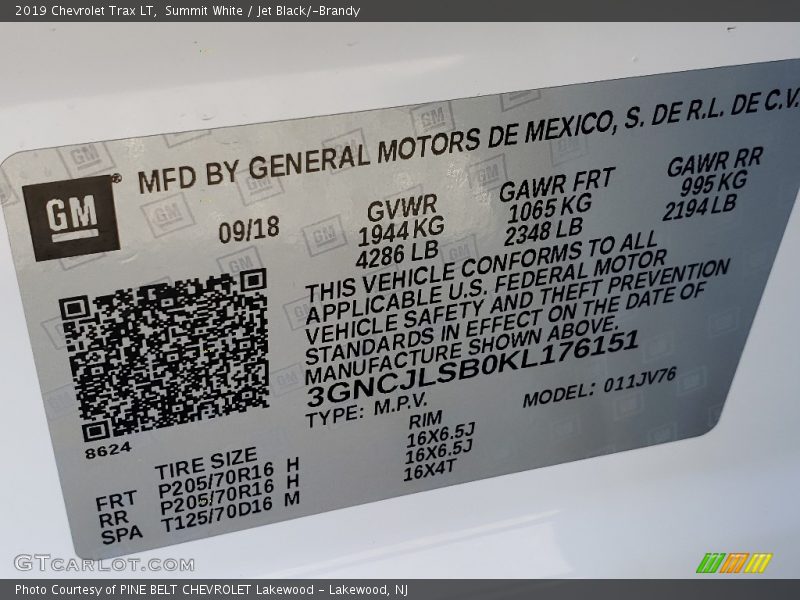 2019 Chevrolet Trax LT, Summit White / Jet Black/-Brandy
MFD BY GENERAL MOTORS DE MEXICO, S. DE R.L. DE C.V.
GM ®
09/18
GVWR
1944 KG
4286 LB
GAWR FRT
1065 KG
2348 LB
GAWR RR
995 KG
2194 LB
THIS VEHICLE CONFORMS TO ALL
APPLICABLE U.S. FEDERAL MOTOR
VEHICLE SAFETY AND THEFT PREVENTION
STANDARDS IN EFFECT ON THE DATE OF
MANUFACTURE SHOWN ABOVE.
3GNCJLSB0KL176151
TYPE: M.P.V.
MODEL: 011JV76
8624
TIRE SIZE RIM
FRT P205/70R16 H 16X6.5J
RR P205/70R16 H 16X6.5J
SPA T125/70D16 M 16X4T
GTCarLot.com
Photo Courtesy of PINE BELT CHEVROLET Lakewood - Lakewood, NJ